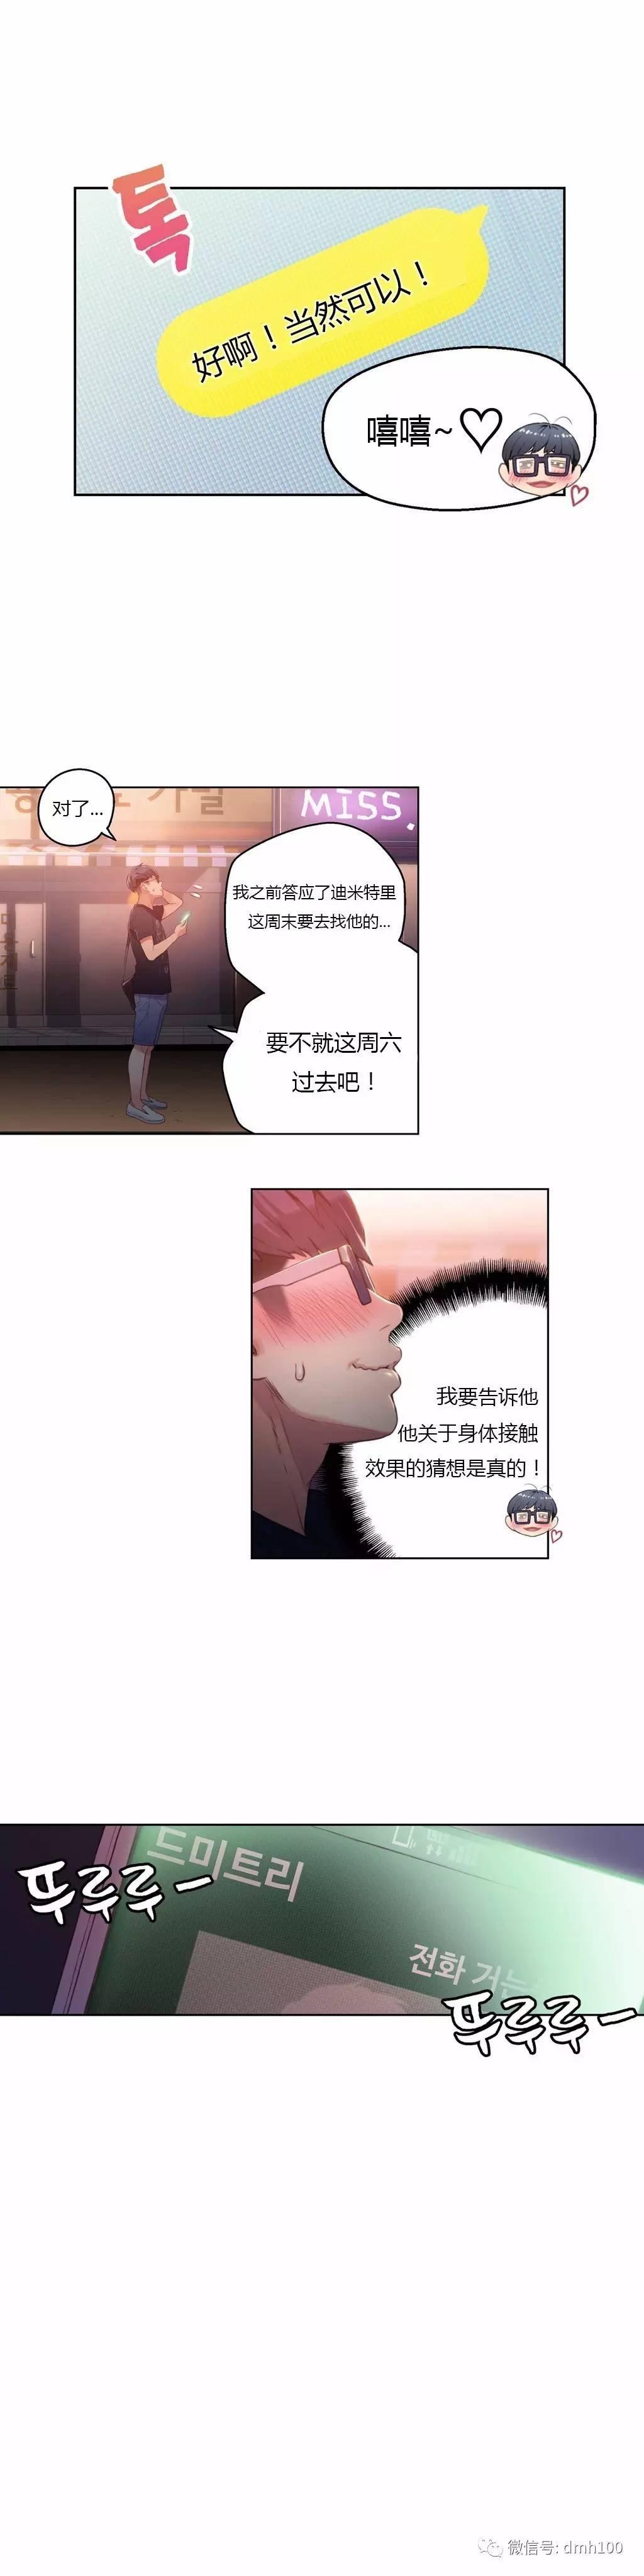 톡
好啊！当然可以！
嘻嘻~♡
对了...
MISS.
我之前答应了迪米特里
这周末要去找他的...
要不就这周六
过去吧！
我要告诉他
他关于身体接触
效果的猜想是真的！
드미트리
뚜루루—
전화 거는
뚜루루—
微信号: dmh100